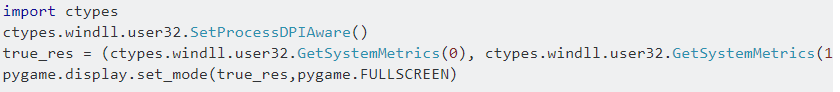 import ctypes
ctypes.windll.user32.SetProcessDPIAware()
true_res = (ctypes.windll.user32.GetSystemMetrics(0), ctypes.windll.user32.GetSystemMetrics(1
pygame.display.set_mode(true_res,pygame.FULLSCREEN)